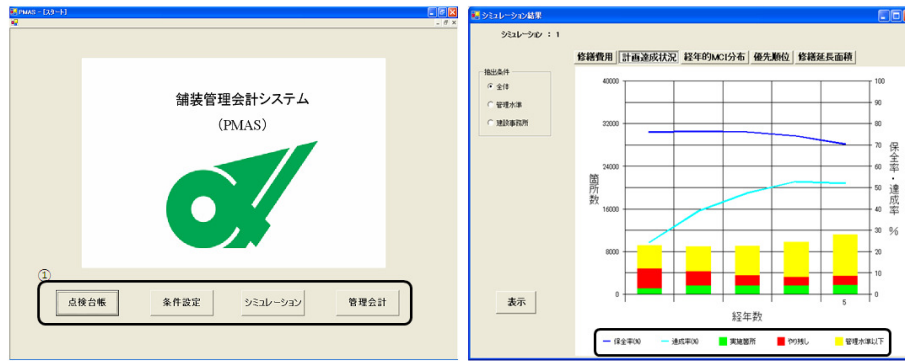 PMAS - [スタート]
舗装管理会計システム
(PMAS)
①
点検台帳 条件設定 シミュレーション 管理会計
シミュレーション結果
シミュレーション : 1
修繕費用 計画達成状況 経年的MCI分布 優先順位 修繕延長面積
抽出条件
全体
管理水準
建設事務所
表示
箇所数
40000
32000
24000
16000
8000
0
100
90
80
70
60
50
40
30
20
10
0
保全率・達成率 %
5
経年数
保全率(%) 達成率(%) 実施箇所 やり残し 管理水準以下